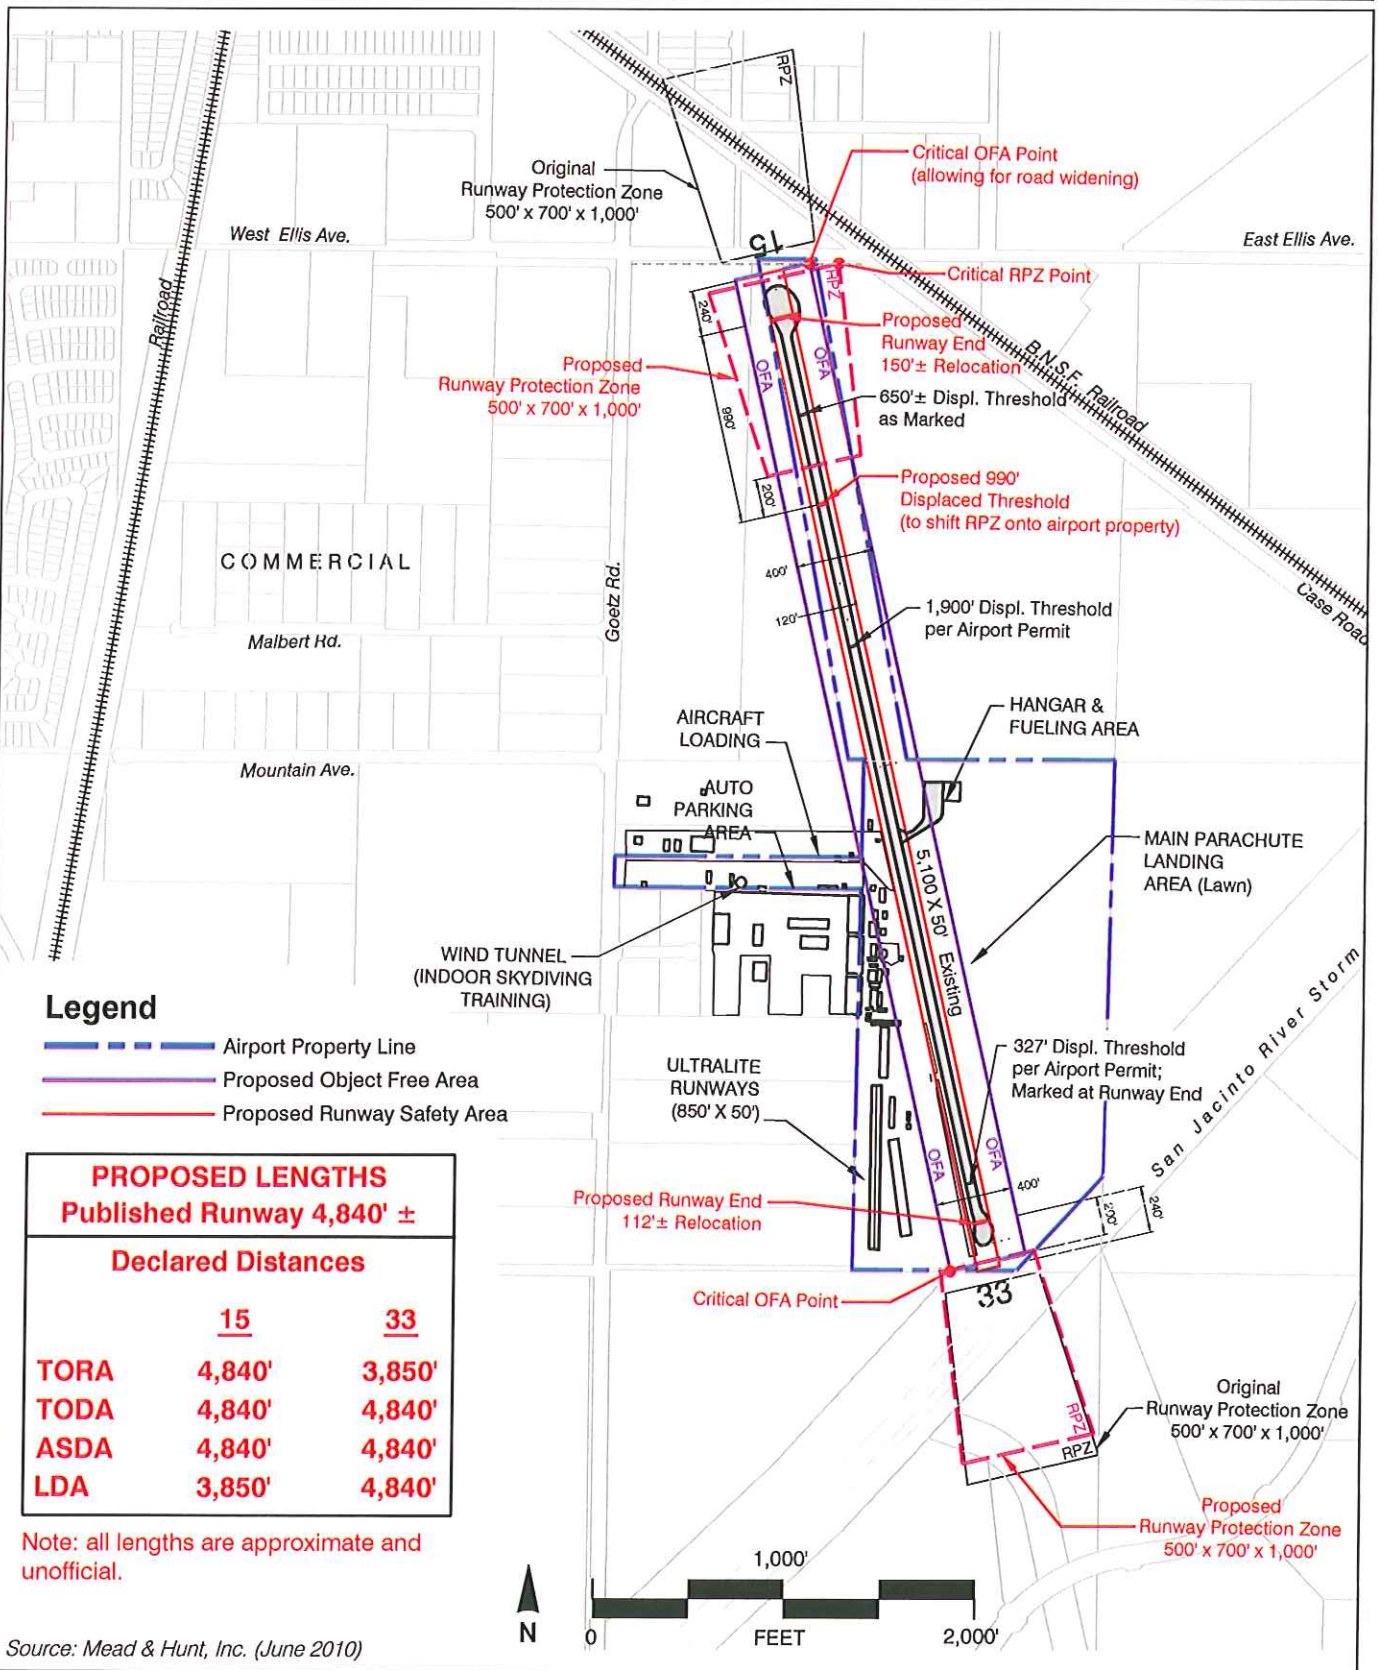 RPZ
Original
Runway Protection Zone
500' x 700' x 1,000'
Critical OFA Point
(allowing for road widening)
West Ellis Ave.
15
East Ellis Ave.
Critical RPZ Point
RPZ
Railroad
240'
Proposed
Runway End
150'± Relocation
B.N.S.F. Railroad
OFA
OFA
Proposed
Runway Protection Zone
500' x 700' x 1,000'
650'± Displ. Threshold
as Marked
990'
Proposed 990'
Displaced Threshold
(to shift RPZ onto airport property)
200'
COMMERCIAL
Goetz Rd.
400'
120'
Case Road
1,900' Displ. Threshold
per Airport Permit
Malbert Rd.
HANGAR &
FUELING AREA
AIRCRAFT
LOADING
Mountain Ave.
AUTO
PARKING
AREA
MAIN PARACHUTE
LANDING
AREA (Lawn)
5,100 X 50' Existing
WIND TUNNEL
(INDOOR SKYDIVING
TRAINING)
San Jacinto River Storm
Legend
Airport Property Line
Proposed Object Free Area
Proposed Runway Safety Area
327' Displ. Threshold
per Airport Permit;
Marked at Runway End
ULTRALITE
RUNWAYS
(850' X 50')
OFA
OFA
400'
200'
240'
Proposed Runway End
112'± Relocation
Critical OFA Point
33
PROPOSED LENGTHS
Published Runway 4,840' ±
Declared Distances
15 33
TORA 4,840' 3,850'
TODA 4,840' 4,840'
ASDA 4,840' 4,840'
LDA 3,850' 4,840'
Note: all lengths are approximate and
unofficial.
RPZ
RPZ
Original
Runway Protection Zone
500' x 700' x 1,000'
Proposed
Runway Protection Zone
500' x 700' x 1,000'
N
1,000'
0 FEET 2,000'
Source: Mead & Hunt, Inc. (June 2010)